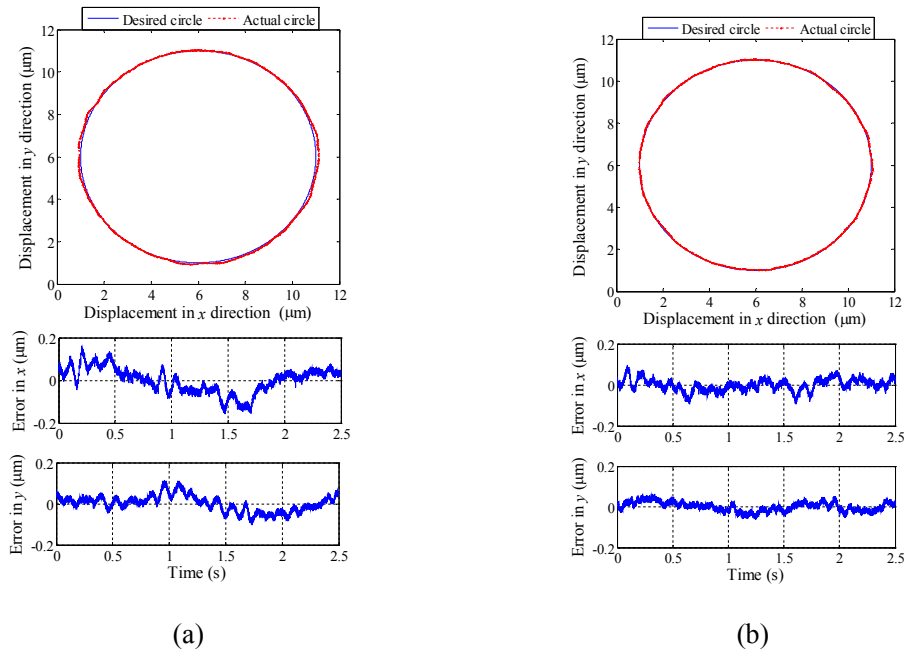 Desired circle
Actual circle
12
10
8
6
4
2
0
Displacement in y direction (μm)
0 2 4 6 8 10 12
Displacement in x direction (μm)
0.2
0
-0.2
Error in x (μm)
0 0.5 1 1.5 2 2.5
0.2
0
-0.2
Error in y (μm)
0 0.5 1 1.5 2 2.5
Time (s)
(a)
Desired circle
Actual circle
12
10
8
6
4
2
0
Displacement in y direction (μm)
0 2 4 6 8 10 12
Displacement in x direction (μm)
0.2
0
-0.2
Error in x (μm)
0 0.5 1 1.5 2 2.5
0.2
0
-0.2
Error in y (μm)
0 0.5 1 1.5 2 2.5
Time (s)
(b)